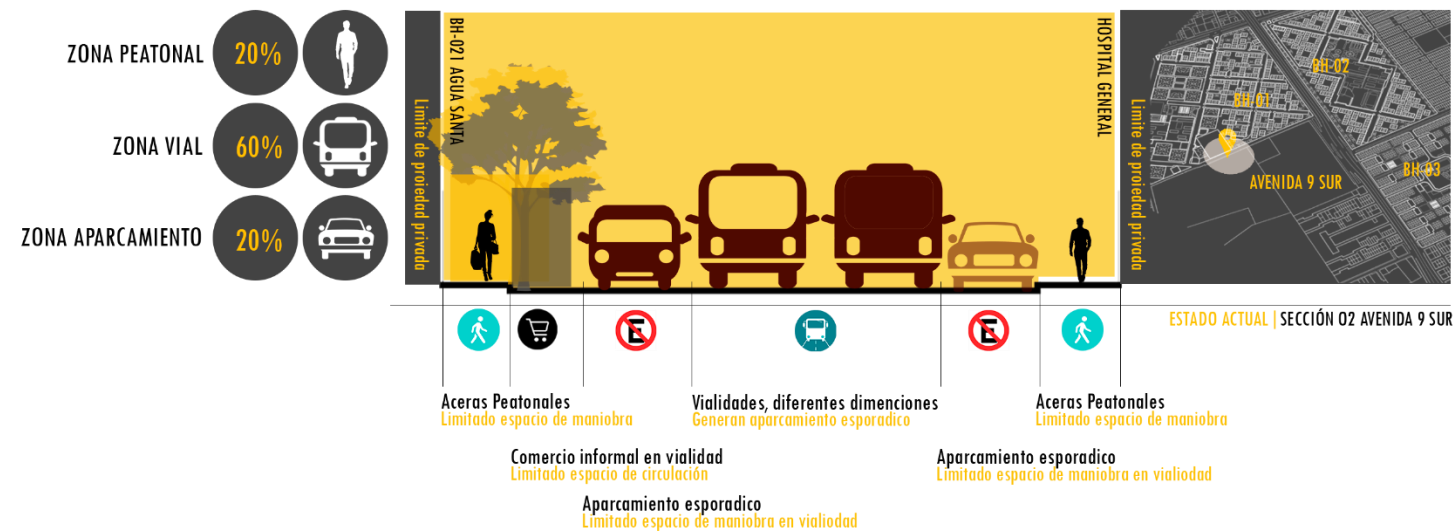 ZONA PEATONAL
20%
ZONA VIAL
60%
ZONA APARCAMIENTO
20%
Limite de proiedad privada
BH-021 AGUA SANTA
HOSPITAL GENERAL
Limite de proiedad privada
BH-02
BH-01
BH-03
AVENIDA 9 SUR
E
E
ESTADO ACTUAL | SECCIÓN 02 AVENIDA 9 SUR
Aceras Peatonales
Limitado espacio de maniobra
Vialidades, diferentes dimenciones
Generan aparcamiento esporadico
Aceras Peatonales
Limitado espacio de maniobra
Comercio informal en vialidad
Limitado espacio de circulación
Aparcamiento esporadico
Limitado espacio de maniobra en vialiodad
Aparcamiento esporadico
Limitado espacio de maniobra en vialiodad